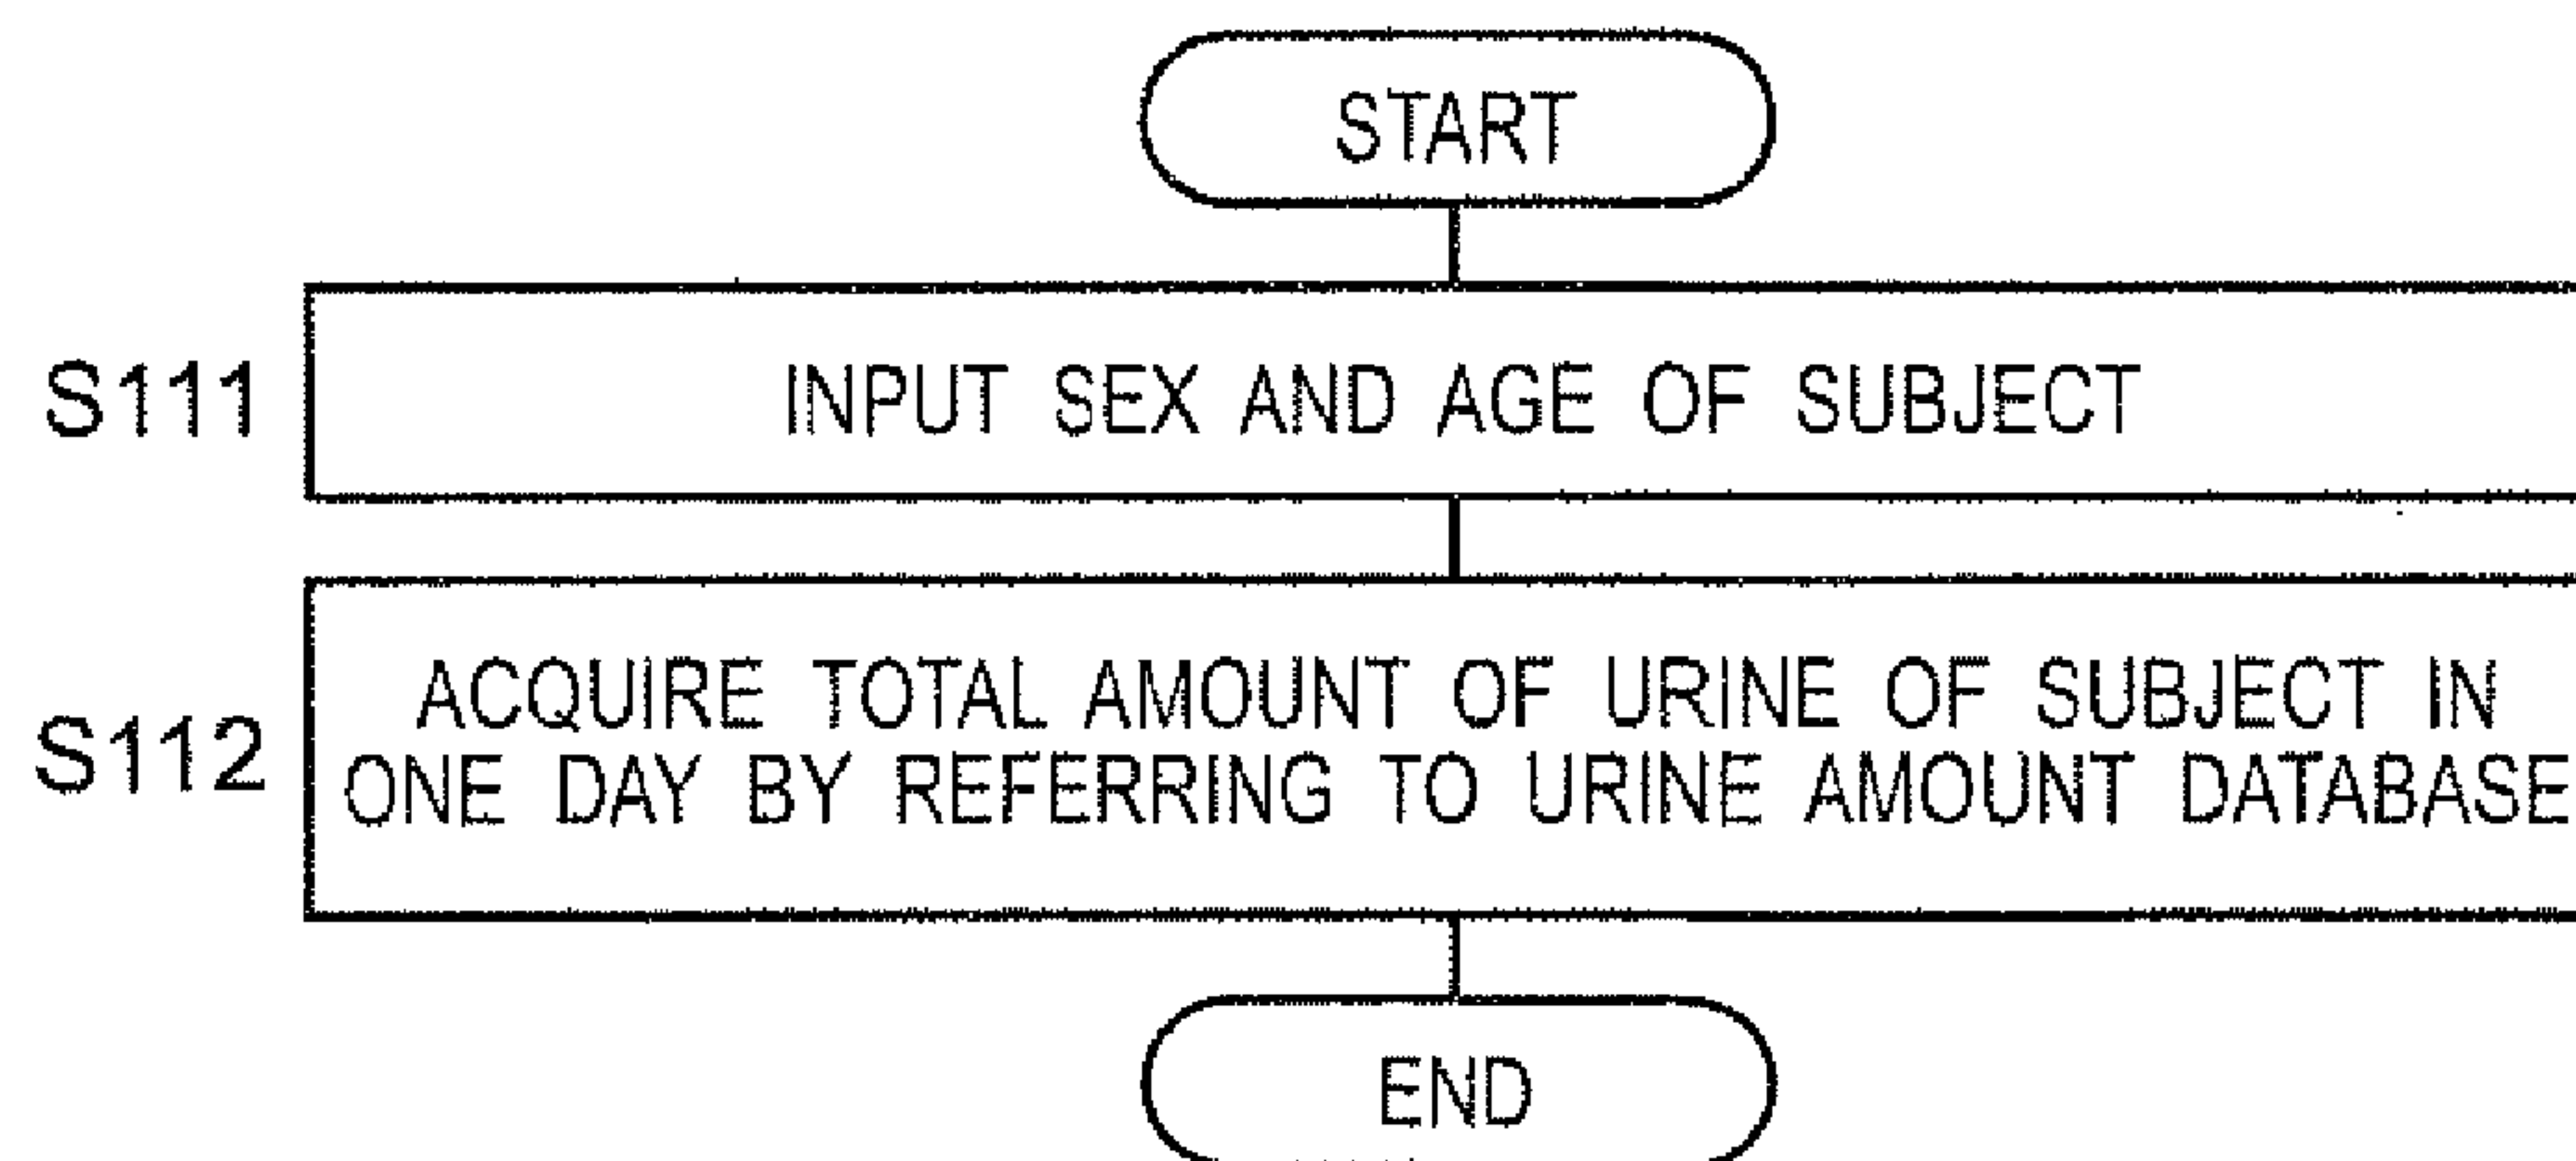 START
S111
INPUT SEX AND AGE OF SUBJECT
S112
ACQUIRE TOTAL AMOUNT OF URINE OF SUBJECT IN
ONE DAY BY REFERRING TO URINE AMOUNT DATABASE
END